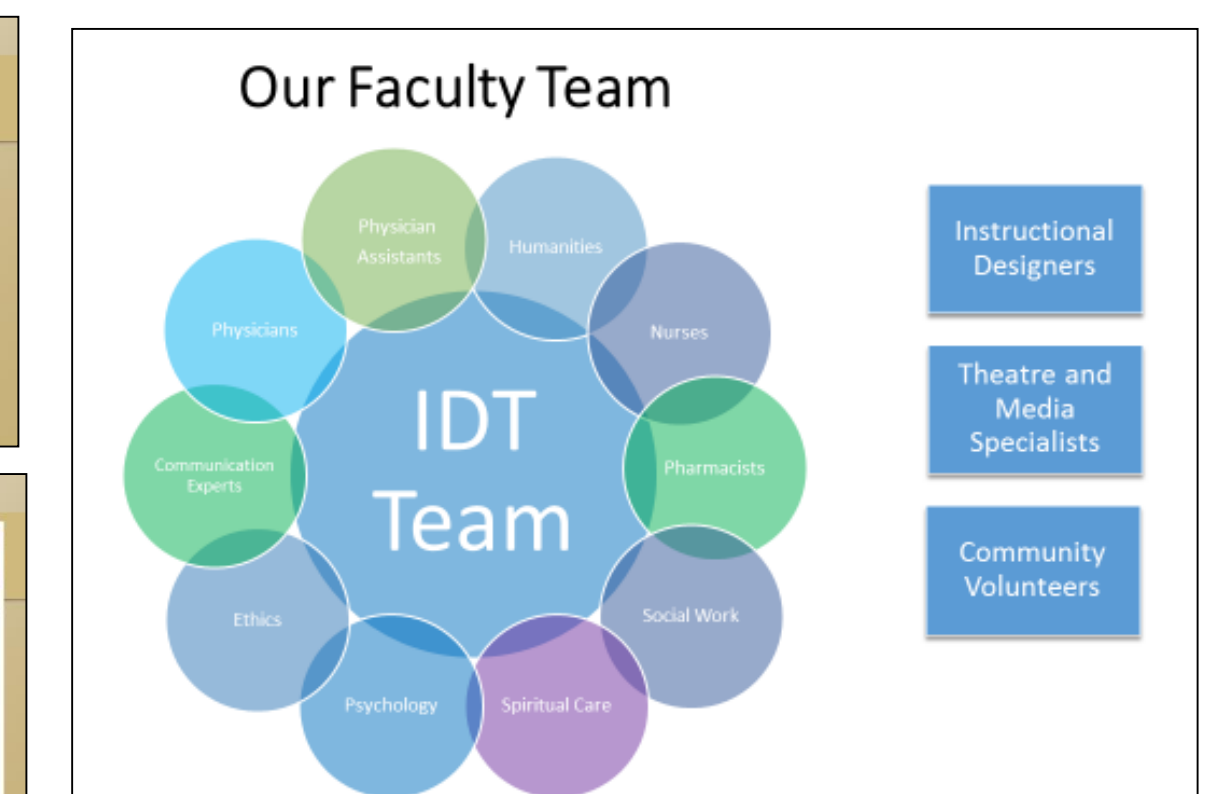 Our Faculty Team
Physician
Assistants
Humanities
Physicians
Nurses
IDT
Team
Communication
Experts
Pharmacists
Ethics
Social Work
Psychology
Spiritual Care
Instructional
Designers
Theatre and
Media
Specialists
Community
Volunteers